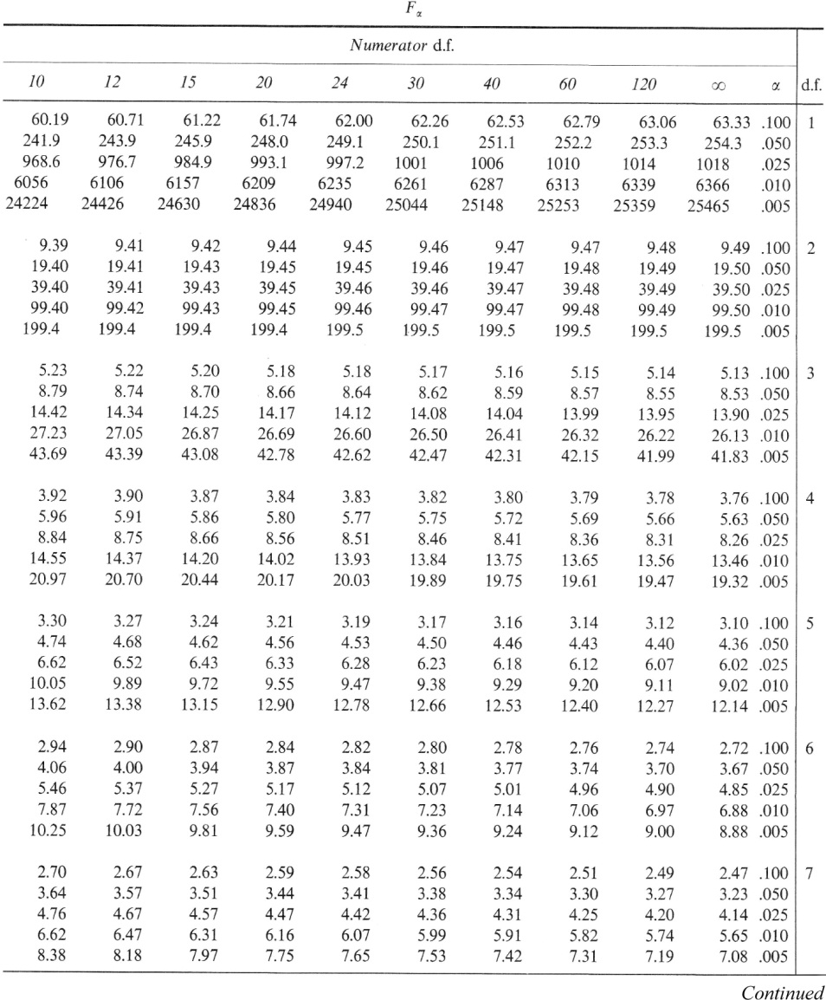 Fα
Numerator d.f.
10 12 15 20 24 30 40 60 120 ∞ α d.f.
60.19 60.71 61.22 61.74 62.00 62.26 62.53 62.79 63.06 63.33 .100 1
241.9 243.9 245.9 248.0 249.1 250.1 251.1 252.2 253.3 254.3 .050
968.6 976.7 984.9 993.1 997.2 1001 1006 1010 1014 1018 .025
6056 6106 6157 6209 6235 6261 6287 6313 6339 6366 .010
24224 24426 24630 24836 24940 25044 25148 25253 25359 25465 .005
9.39 9.41 9.42 9.44 9.45 9.46 9.47 9.47 9.48 9.49 .100 2
19.40 19.41 19.43 19.45 19.45 19.46 19.47 19.48 19.49 19.50 .050
39.40 39.41 39.43 39.45 39.46 39.46 39.47 39.48 39.49 39.50 .025
99.40 99.42 99.43 99.45 99.46 99.47 99.47 99.48 99.49 99.50 .010
199.4 199.4 199.4 199.4 199.5 199.5 199.5 199.5 199.5 199.5 .005
5.23 5.22 5.20 5.18 5.18 5.17 5.16 5.15 5.14 5.13 .100 3
8.79 8.74 8.70 8.66 8.64 8.62 8.59 8.57 8.55 8.53 .050
14.42 14.34 14.25 14.17 14.12 14.08 14.04 13.99 13.95 13.90 .025
27.23 27.05 26.87 26.69 26.60 26.50 26.41 26.32 26.22 26.13 .010
43.69 43.39 43.08 42.78 42.62 42.47 42.31 42.15 41.99 41.83 .005
3.92 3.90 3.87 3.84 3.83 3.82 3.80 3.79 3.78 3.76 .100 4
5.96 5.91 5.86 5.80 5.77 5.75 5.72 5.69 5.66 5.63 .050
8.84 8.75 8.66 8.56 8.51 8.46 8.41 8.36 8.31 8.26 .025
14.55 14.37 14.20 14.02 13.93 13.84 13.75 13.65 13.56 13.46 .010
20.97 20.70 20.44 20.17 20.03 19.89 19.75 19.61 19.47 19.32 .005
3.30 3.27 3.24 3.21 3.19 3.17 3.16 3.14 3.12 3.10 .100 5
4.74 4.68 4.62 4.56 4.53 4.50 4.46 4.43 4.40 4.36 .050
6.62 6.52 6.43 6.33 6.28 6.23 6.18 6.12 6.07 6.02 .025
10.05 9.89 9.72 9.55 9.47 9.38 9.29 9.20 9.11 9.02 .010
13.62 13.38 13.15 12.90 12.78 12.66 12.53 12.40 12.27 12.14 .005
2.94 2.90 2.87 2.84 2.82 2.80 2.78 2.76 2.74 2.72 .100 6
4.06 4.00 3.94 3.87 3.84 3.81 3.77 3.74 3.70 3.67 .050
5.46 5.37 5.27 5.17 5.12 5.07 5.01 4.96 4.90 4.85 .025
7.87 7.72 7.56 7.40 7.31 7.23 7.14 7.06 6.97 6.88 .010
10.25 10.03 9.81 9.59 9.47 9.36 9.24 9.12 9.00 8.88 .005
2.70 2.67 2.63 2.59 2.58 2.56 2.54 2.51 2.49 2.47 .100 7
3.64 3.57 3.51 3.44 3.41 3.38 3.34 3.30 3.27 3.23 .050
4.76 4.67 4.57 4.47 4.42 4.36 4.31 4.25 4.20 4.14 .025
6.62 6.47 6.31 6.16 6.07 5.99 5.91 5.82 5.74 5.65 .010
8.38 8.18 7.97 7.75 7.65 7.53 7.42 7.31 7.19 7.08 .005
Continued